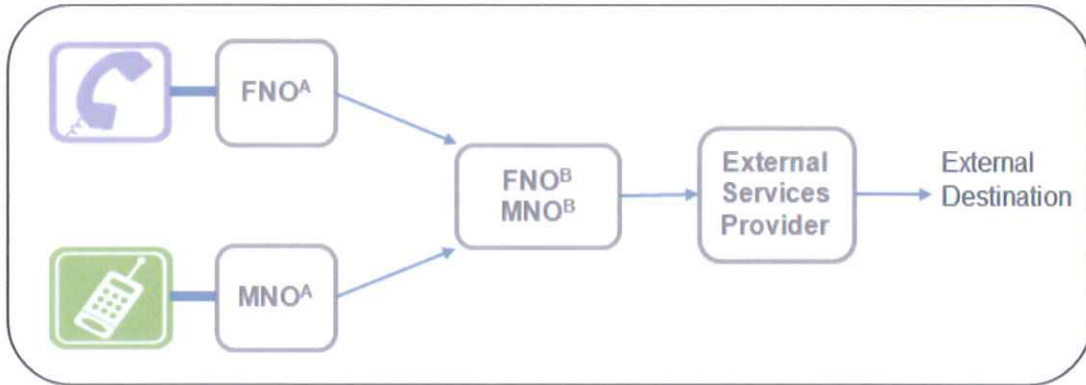 FNOᴬ
MNOᴬ
FNOᴮ
MNOᴮ
External
Services
Provider
External
Destination